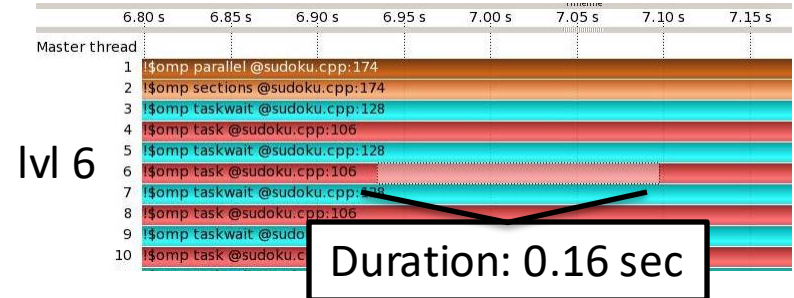 6.80 s 6.85 s 6.90 s 6.95 s 7.00 s 7.05 s 7.10 s 7.15 s
Master thread
1 !$omp parallel @sudoku.cpp:174
2 !$omp sections @sudoku.cpp:174
3 !$omp taskwait @sudoku.cpp:128
4 !$omp task @sudoku.cpp:106
5 !$omp taskwait @sudoku.cpp:128
lvl 6
6 !$omp task @sudoku.cpp:106
7 !$omp taskwait @sudoku.cpp:128
8 !$omp task @sudoku.cpp:106
9 !$omp taskwait @sudo
10 !$omp task @sudoku.c
Duration: 0.16 sec